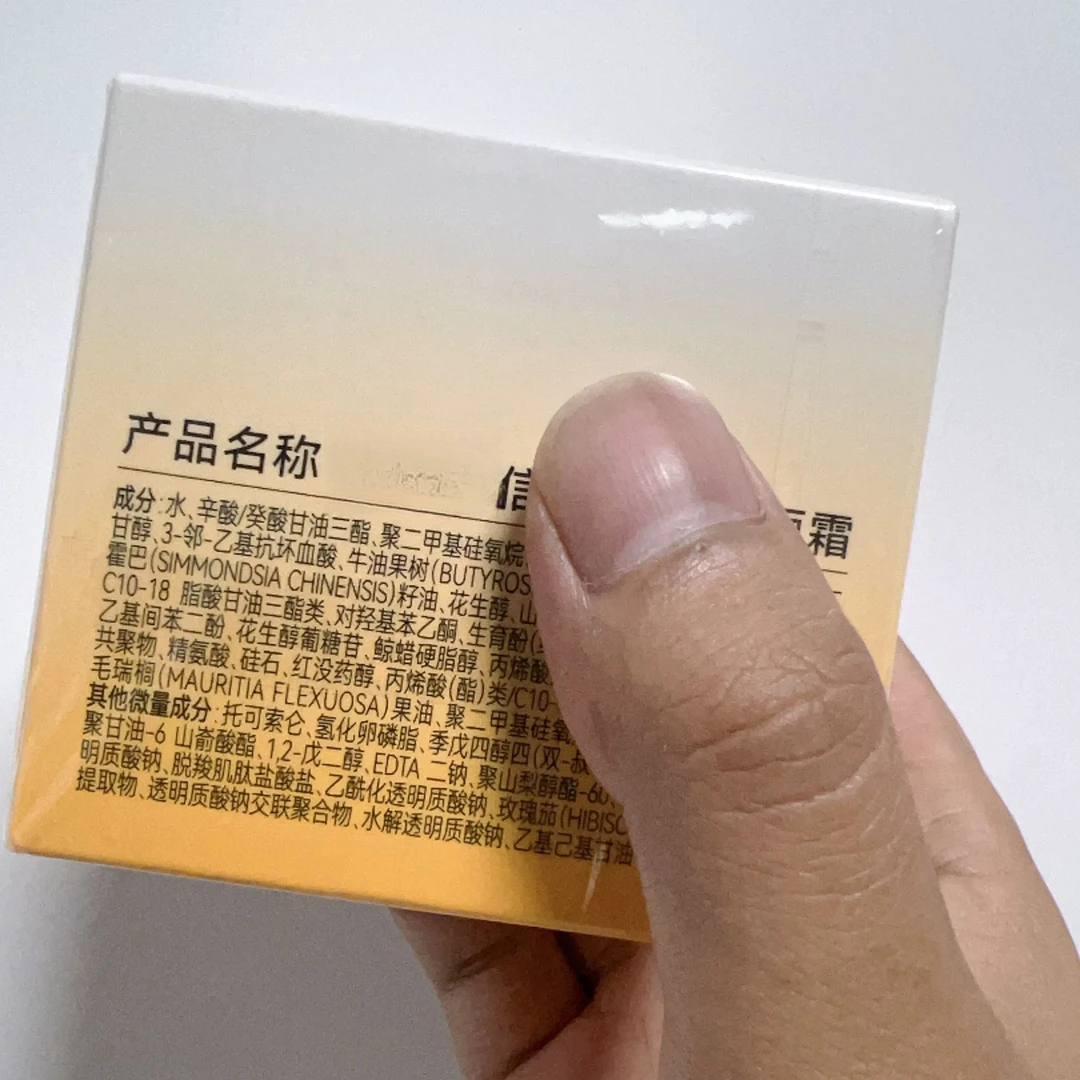 产品名称
信
霜
成分:水、辛酸/癸酸甘油三酯、聚二甲基硅氧烷
甘醇、3-邻-乙基抗坏血酸、牛油果树(BUTYROS
霍巴(SIMMONDSIA CHINENSIS)籽油、花生醇、山
C10-18 脂酸甘油三酯类、对羟基苯乙酮、生育酚(
乙基间苯二酚、花生醇葡糖苷、鲸蜡硬脂醇、丙烯酸
共聚物、精氨酸、硅石、红没药醇、丙烯酸(酯)类/C10-
毛瑞榈(MAURITIA FLEXUOSA)果油、聚二甲基硅氧
其他微量成分:托可索仑、氢化卵磷脂、季戊四醇四(双-叔
聚甘油-6 山嵛酸酯、1,2-戊二醇、EDTA 二钠、聚山梨醇酯-60、
明质酸钠、脱羧肌肽盐酸盐、乙酰化透明质酸钠、玫瑰茄(HIBISC
提取物、透明质酸钠交联聚合物、水解透明质酸钠、乙基己基甘油